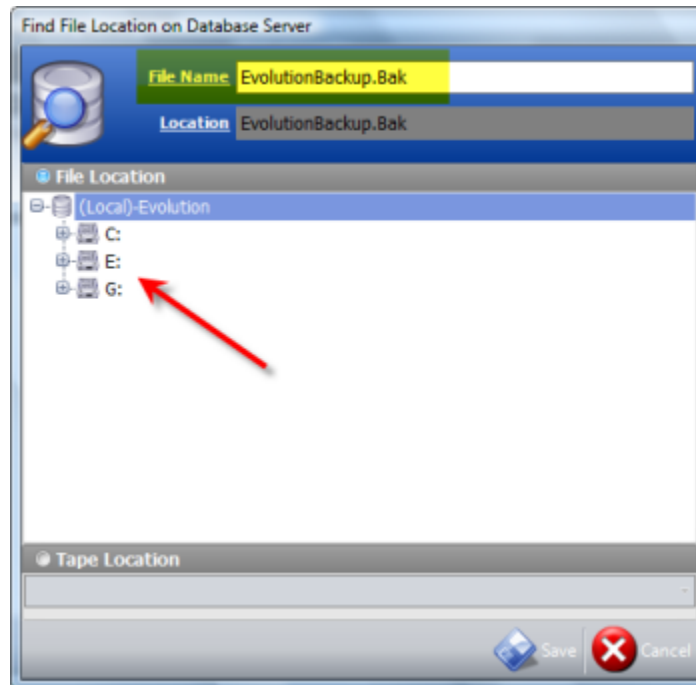 Find File Location on Database Server
File Name EvolutionBackup.Bak
Location EvolutionBackup.Bak
File Location
(Local)-Evolution
C:
E:
G:
Tape Location
Save Cancel